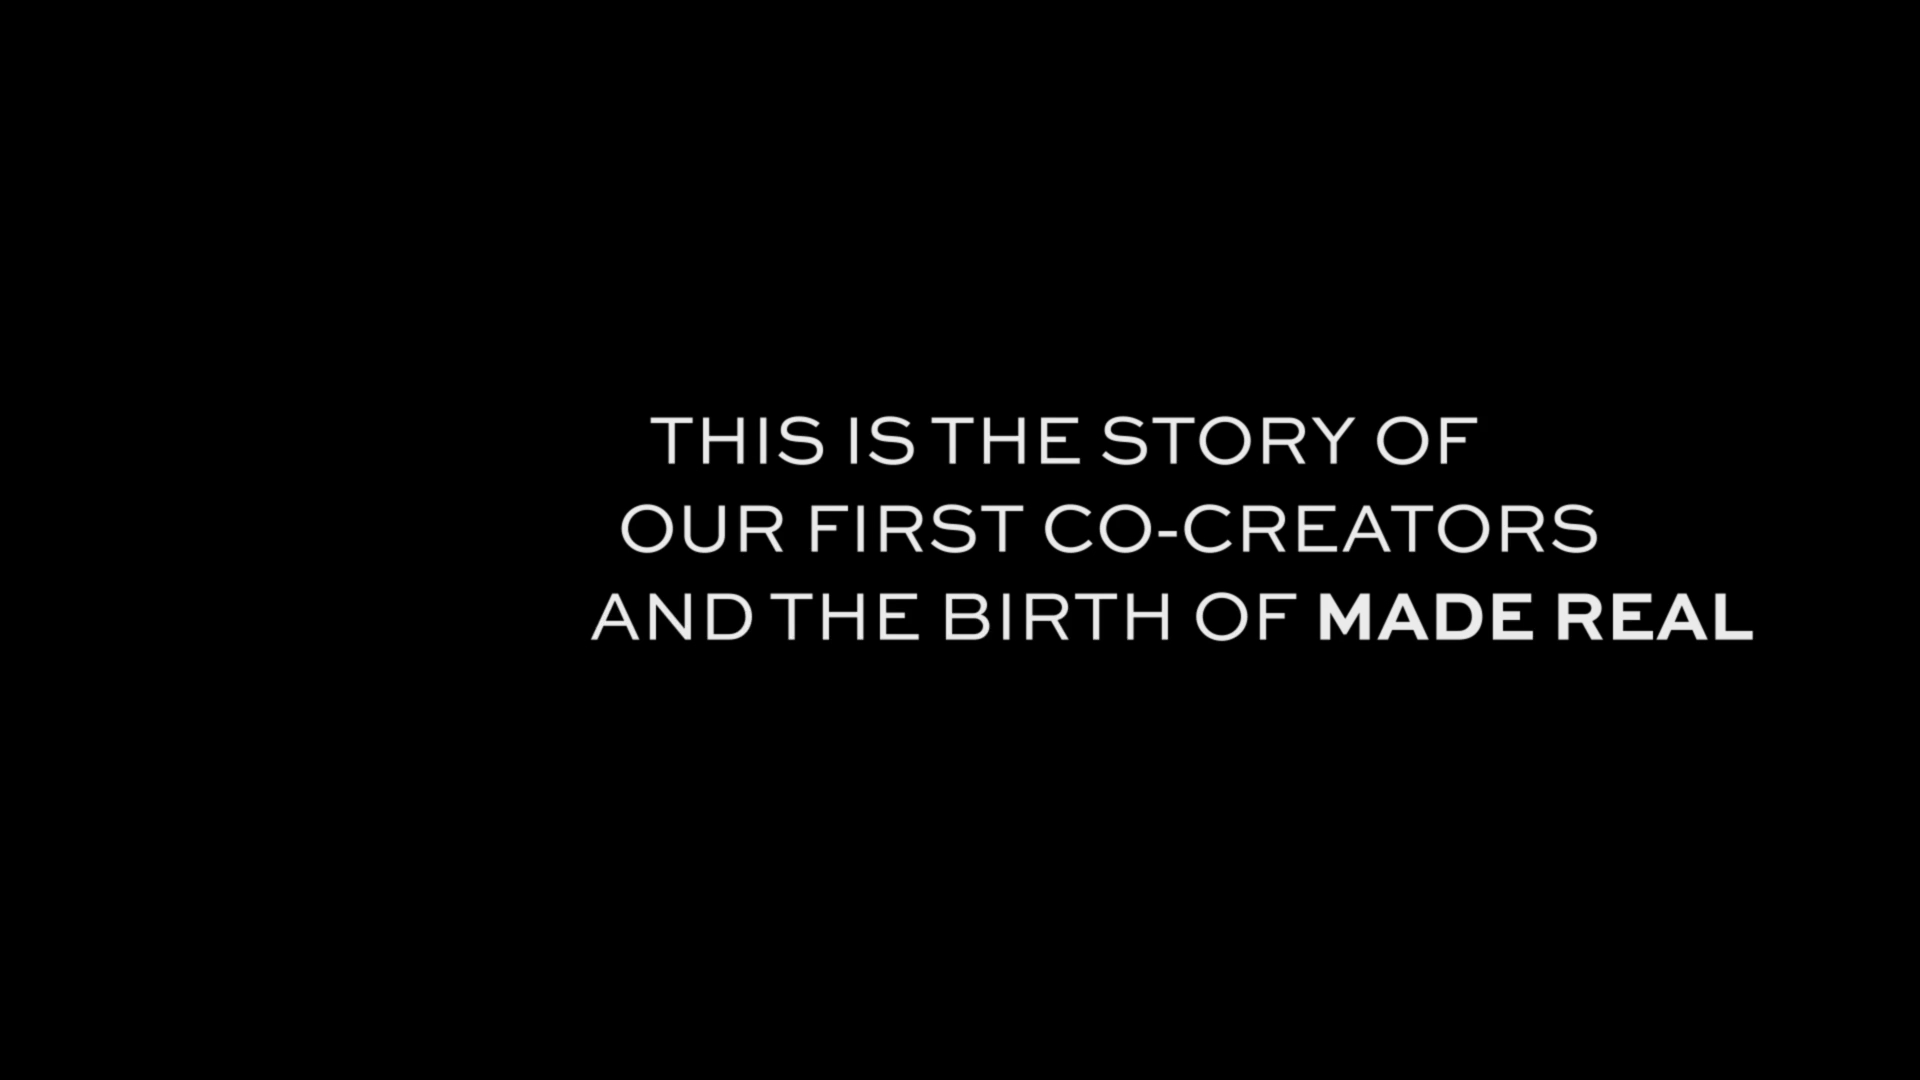 THIS IS THE STORY OF
OUR FIRST CO-CREATORS
AND THE BIRTH OF MADE REAL